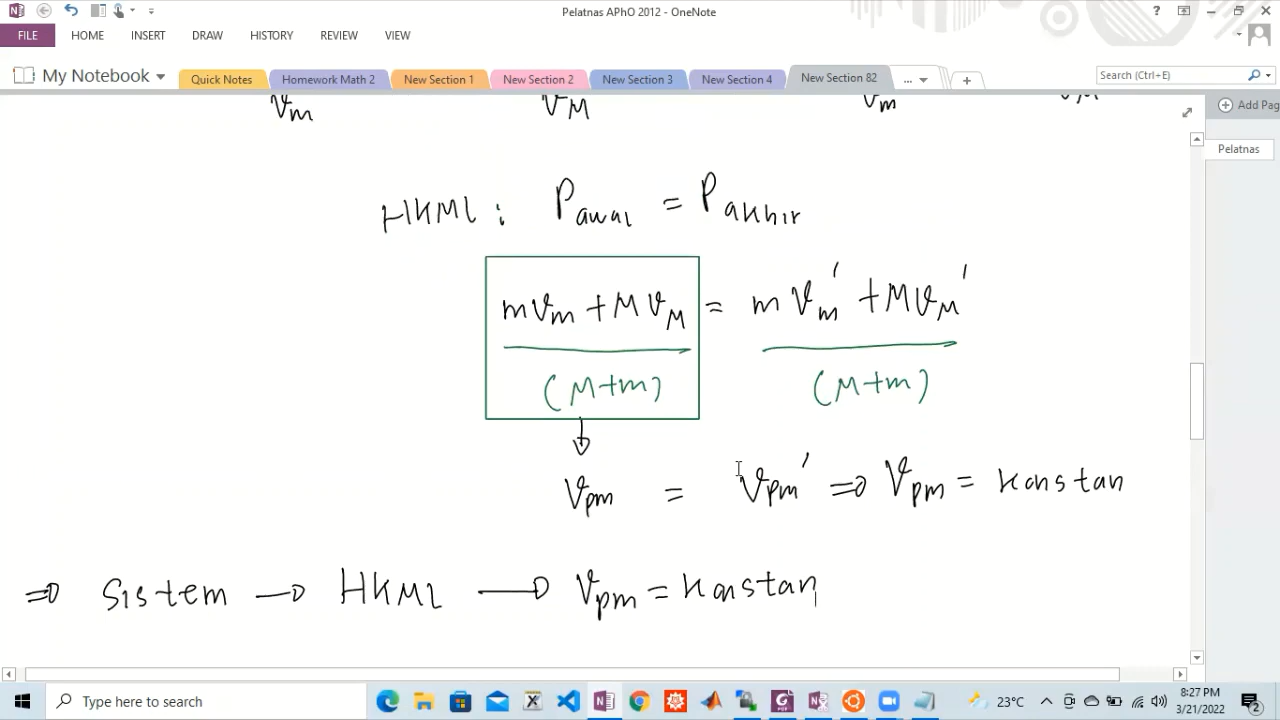 Pelatnas APhO 2012 - OneNote
FILE HOME INSERT DRAW HISTORY REVIEW VIEW
My Notebook Quick Notes Homework Math 2 New Section 1 New Section 2 New Section 3 New Section 4 New Section 82 ... Search (Ctrl+E)
Add Pag
Pelatnas
v_m v_M v_m v_M
HKML : P_awal = P_akhir
mv_m + Mv_M = mv_m' + Mv_M'
(M+m) (M+m)
v_pm = v_pm' ⇒ v_pm = konstan
⇒ Sistem → HKML → v_pm = konstan
Type here to search 23°C 8:27 PM
3/21/2022
2